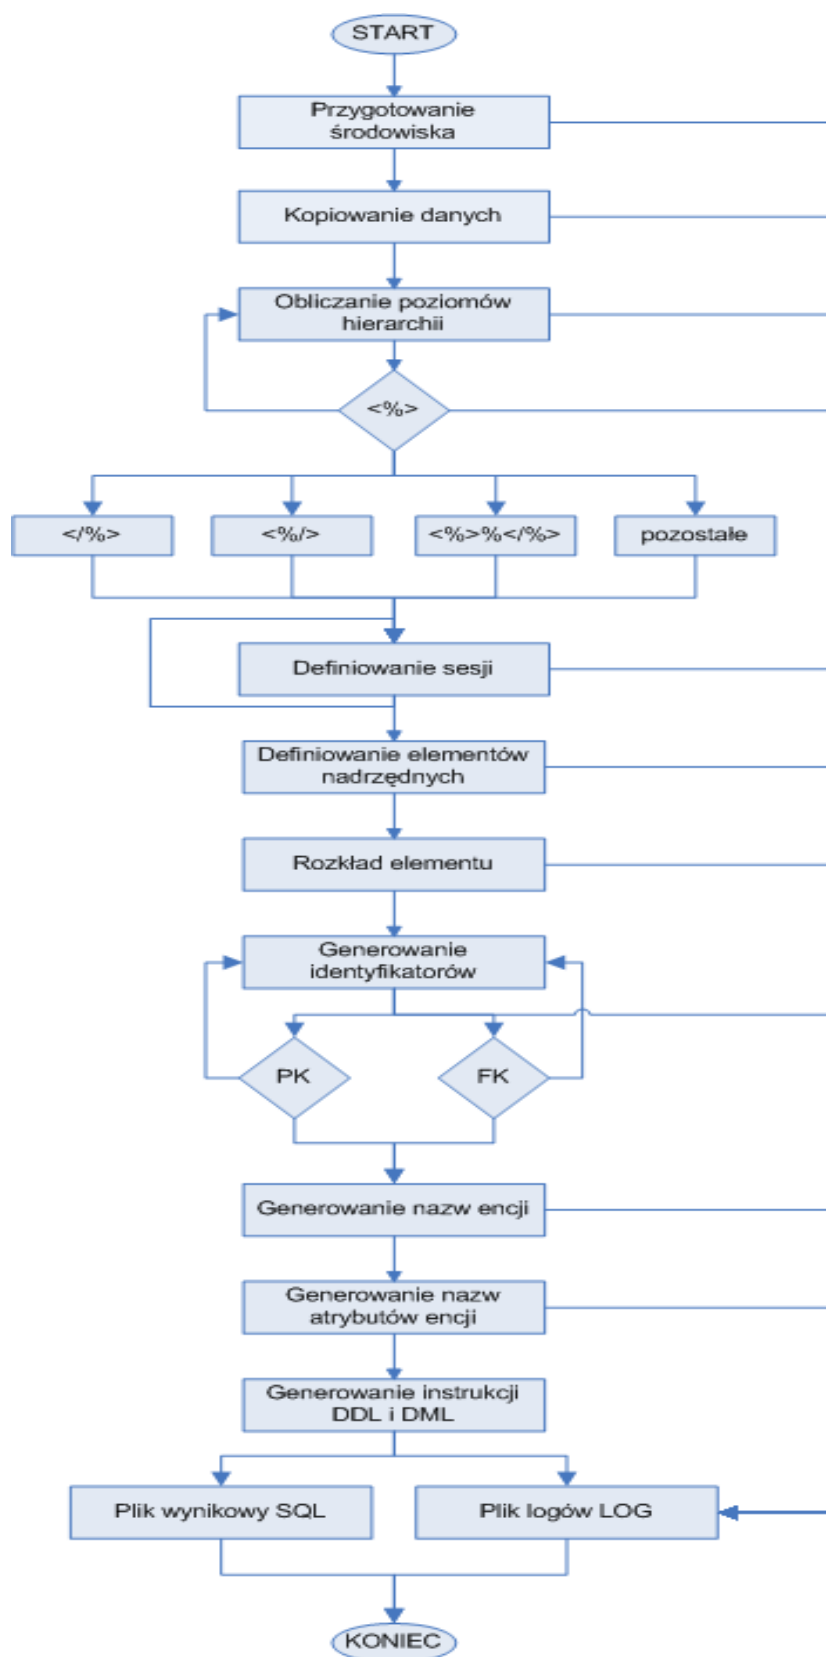 START
Przygotowanie
środowiska
Kopiowanie danych
Obliczanie poziomów
hierarchii
<%>
</%>
<%/>
<%>%</%>
pozostałe
Definiowanie sesji
Definiowanie elementów
nadrzędnych
Rozkład elementu
Generowanie
identyfikatorów
PK
FK
Generowanie nazw encji
Generowanie nazw
atrybutów encji
Generowanie instrukcji
DDL i DML
Plik wynikowy SQL
Plik logów LOG
KONIEC